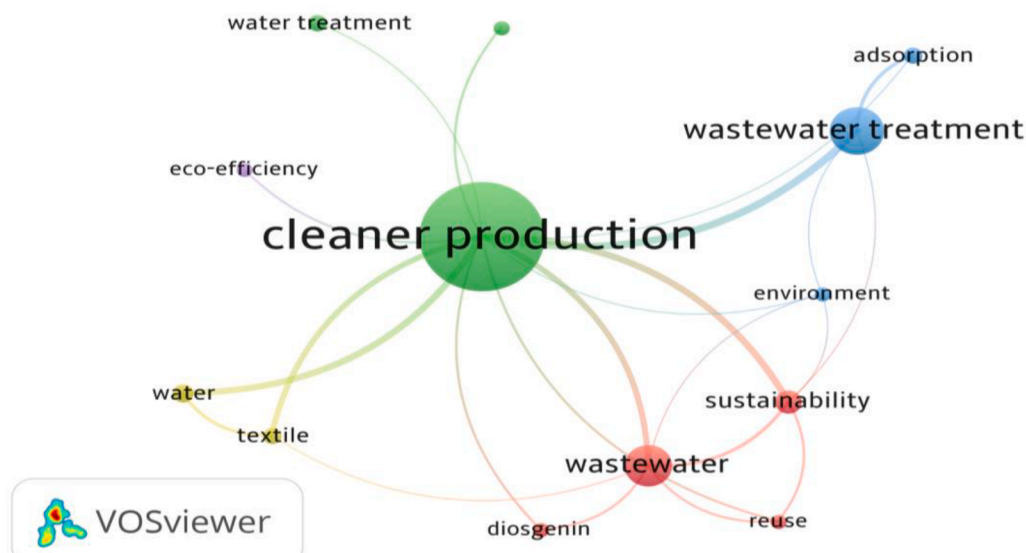 water treatment
adsorption
wastewater treatment
eco-efficiency
cleaner production
environment
water
sustainability
textile
wastewater
reuse
diosgenin
VOSviewer